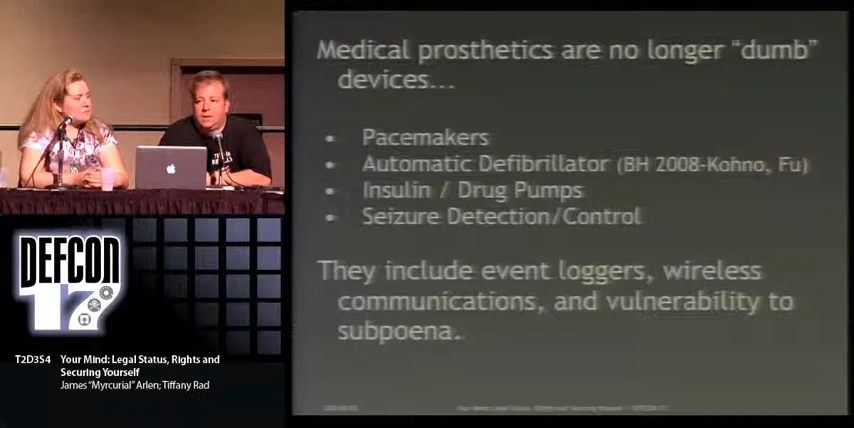 Medical prosthetics are no longer “dumb”
devices...
• Pacemakers
• Automatic Defibrillator (BH 2008-Kohno, Fu)
• Insulin / Drug Pumps
• Seizure Detection/Control
They include event loggers, wireless
communications, and vulnerability to
subpoena.
DEFCON
17
T2D3S4 Your Mind: Legal Status, Rights and
Securing Yourself
James “Myrcurial” Arlen; Tiffany Rad